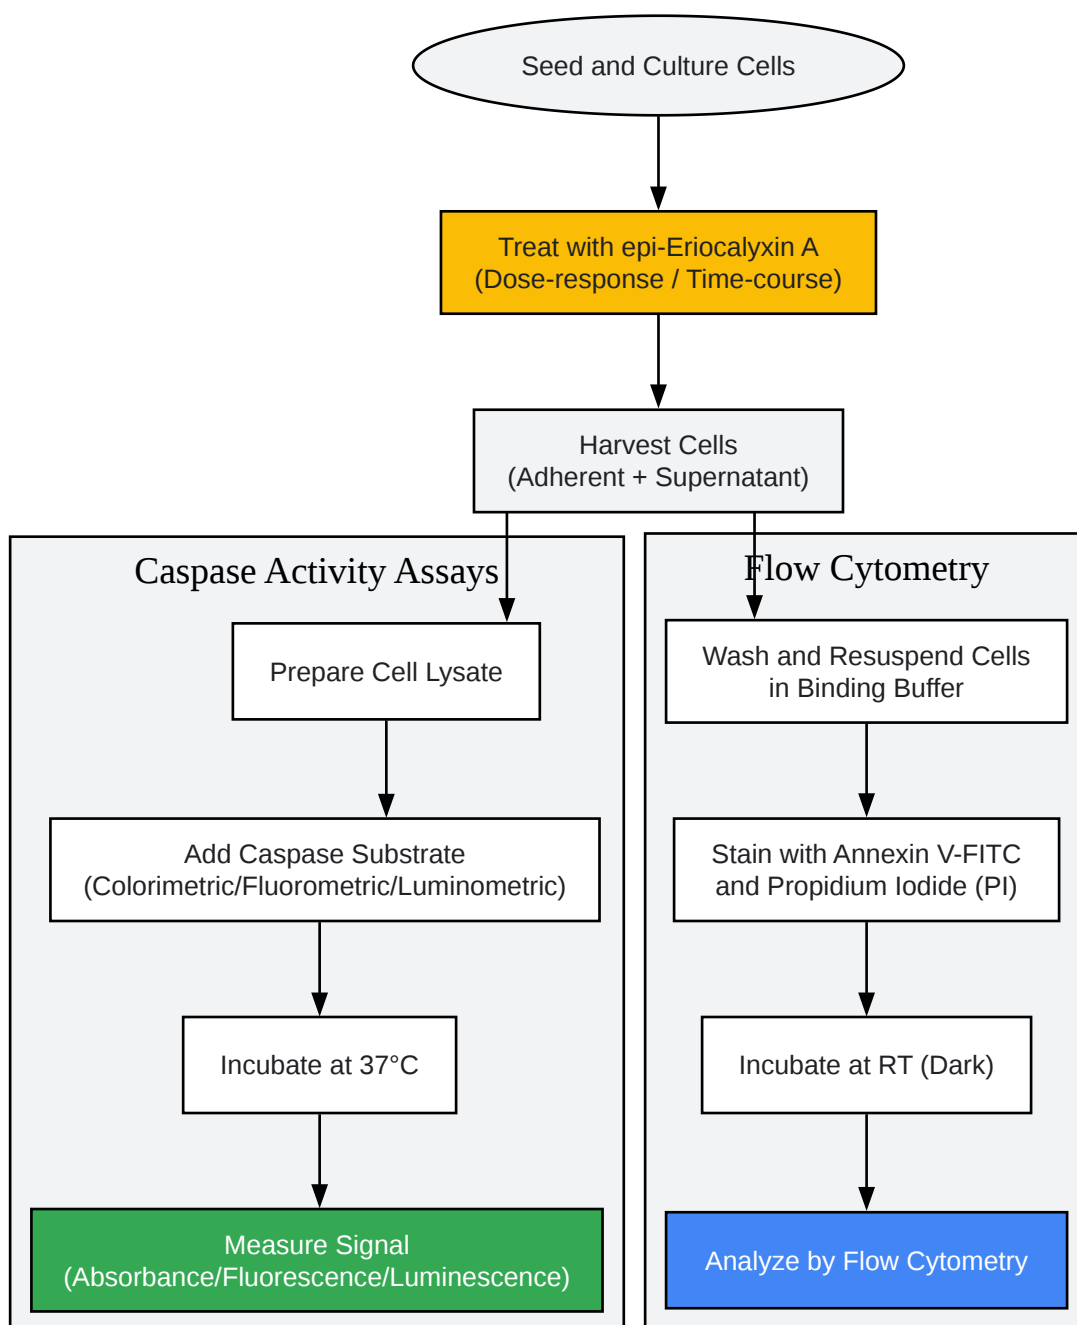 Seed and Culture Cells
Treat with epi-Eriocalyxin A
(Dose-response / Time-course)
Harvest Cells
(Adherent + Supernatant)
Caspase Activity Assays
Prepare Cell Lysate
Add Caspase Substrate
(Colorimetric/Fluorometric/Luminometric)
Incubate at 37°C
Measure Signal
(Absorbance/Fluorescence/Luminescence)
Flow Cytometry
Wash and Resuspend Cells
in Binding Buffer
Stain with Annexin V-FITC
and Propidium Iodide (PI)
Incubate at RT (Dark)
Analyze by Flow Cytometry